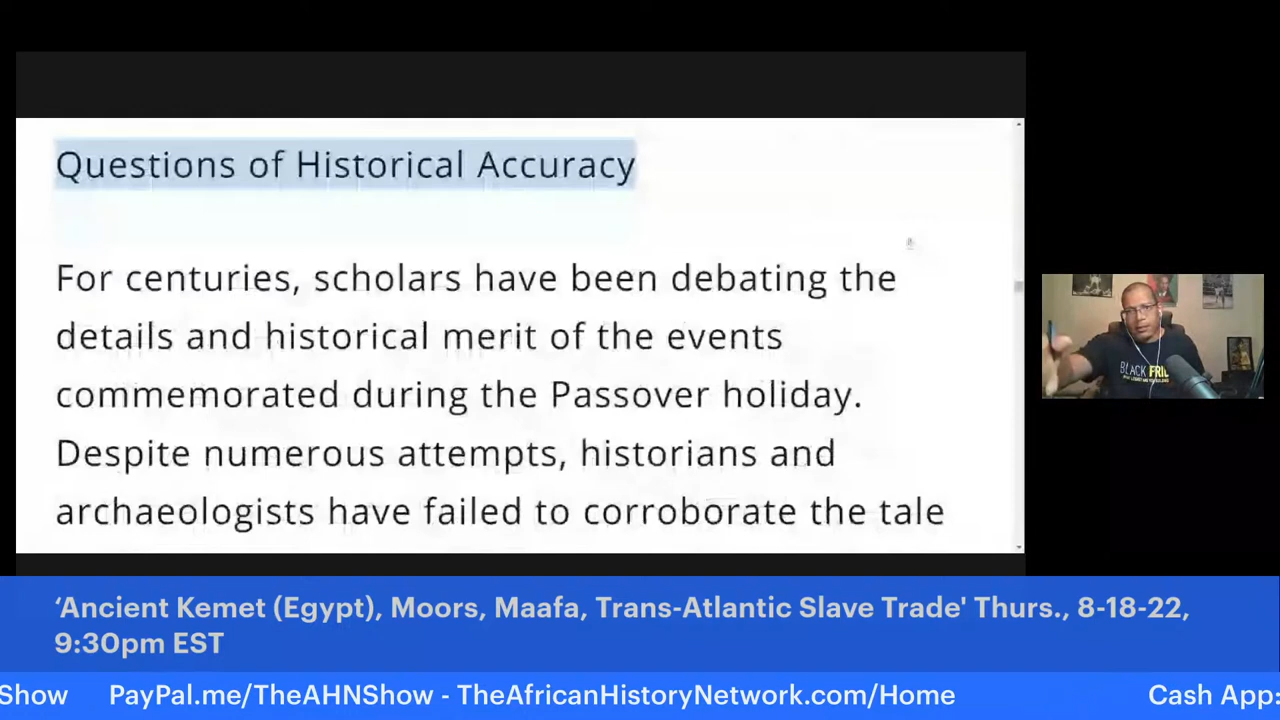 Questions of Historical Accuracy
For centuries, scholars have been debating the
details and historical merit of the events
commemorated during the Passover holiday.
Despite numerous attempts, historians and
archaeologists have failed to corroborate the tale
BLACK FRI
‘Ancient Kemet (Egypt), Moors, Maafa, Trans-Atlantic Slave Trade' Thurs., 8-18-22,
9:30pm EST
Show PayPal.me/TheAHNShow - TheAfricanHistoryNetwork.com/Home Cash App: